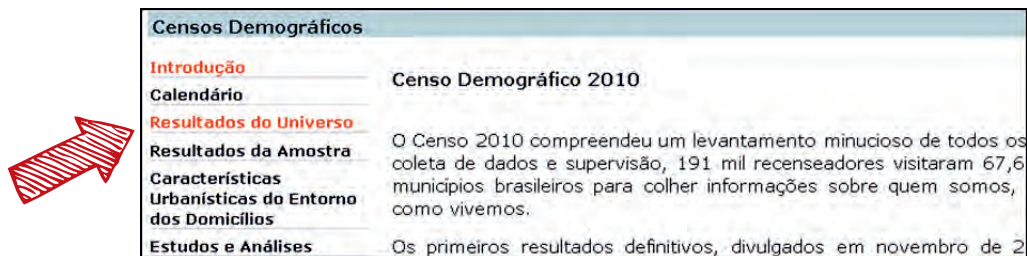 Censos Demográficos
Introdução
Calendário
Resultados do Universo
Resultados da Amostra
Características
Urbanísticas do Entorno
dos Domicílios
Estudos e Análises
Censo Demográfico 2010
O Censo 2010 compreendeu um levantamento minucioso de todos os
coleta de dados e supervisão, 191 mil recenseadores visitaram 67,6
municípios brasileiros para colher informações sobre quem somos,
como vivemos.
Os primeiros resultados definitivos, divulgados em novembro de 2